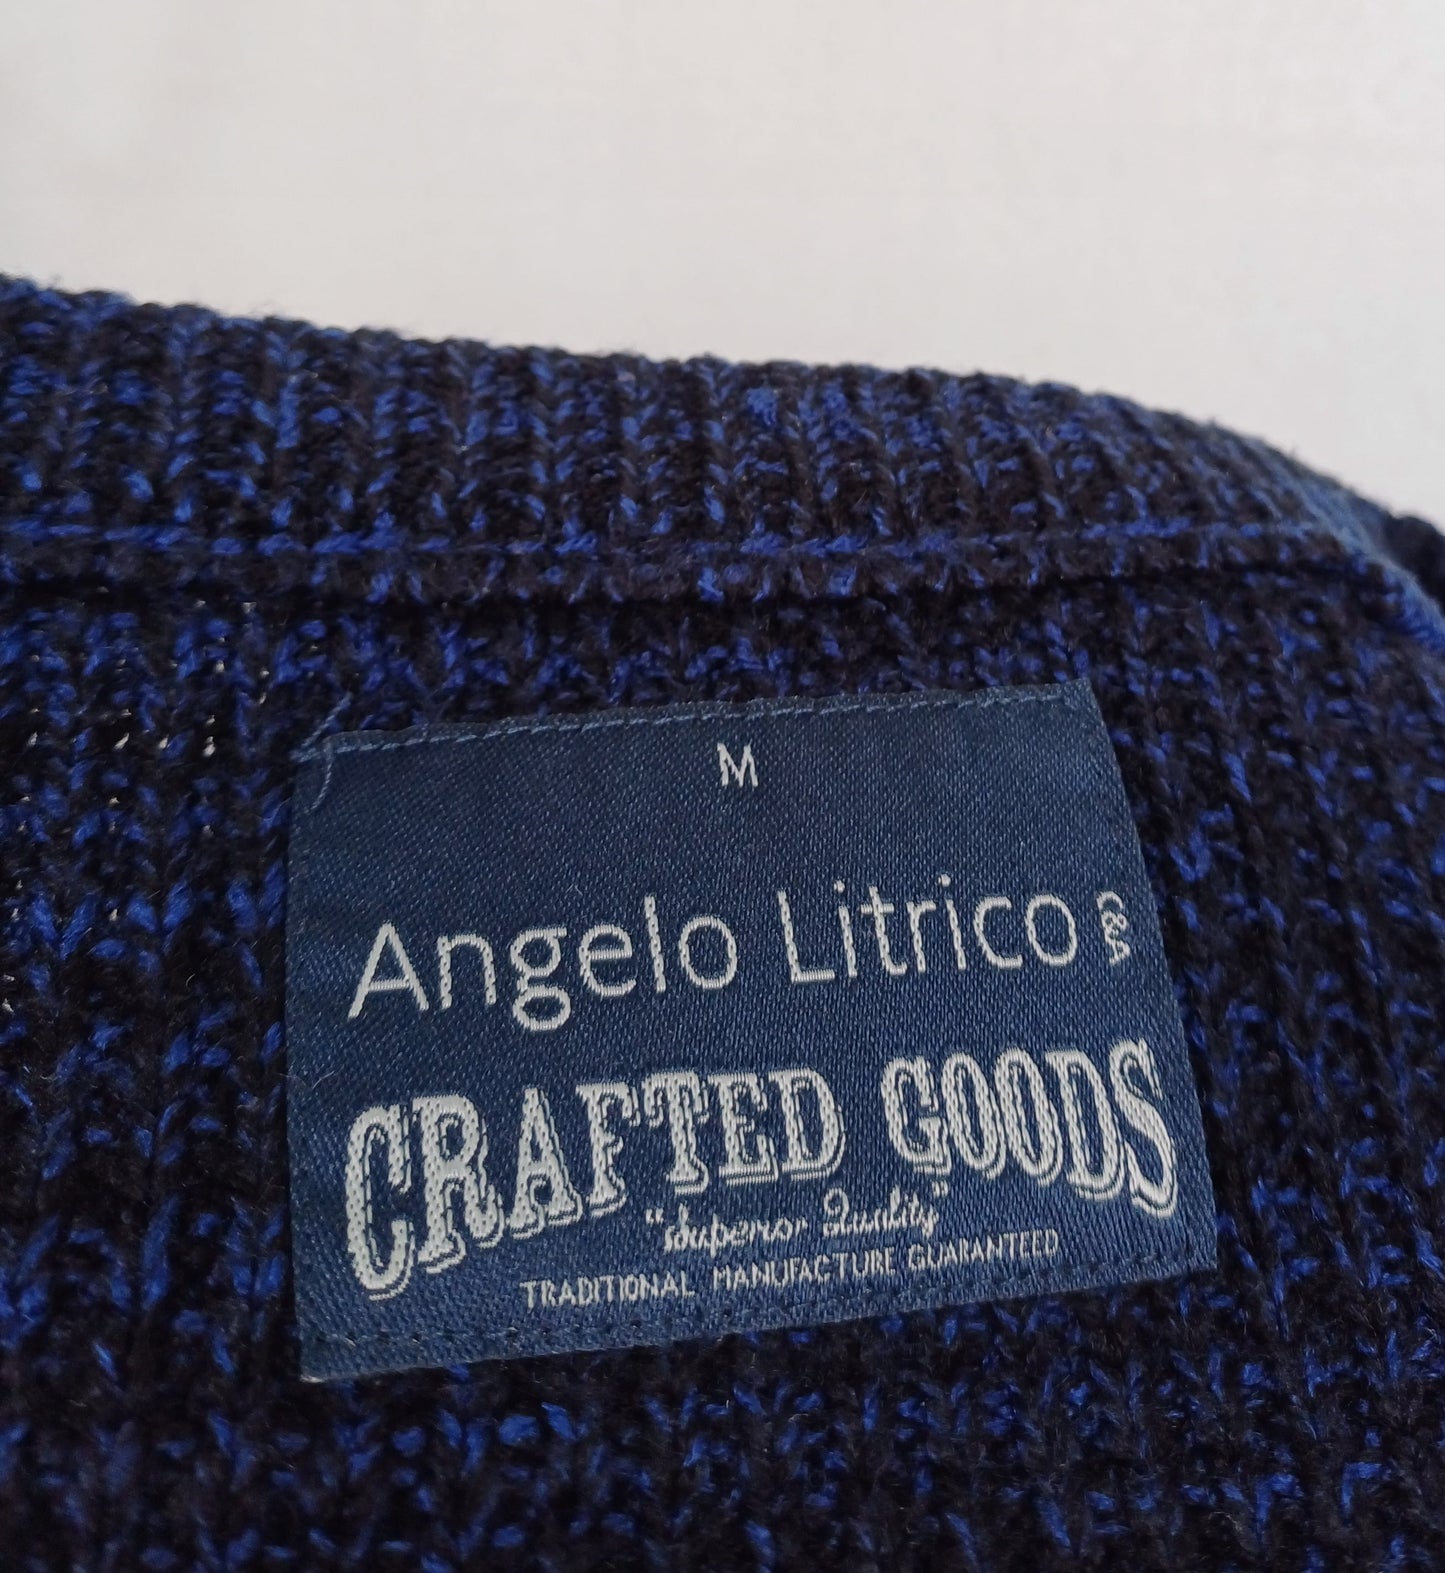 M
Angelo Litrico C&A
CRAFTED GOODS
"Superior Quality"
TRADITIONAL MANUFACTURE GUARANTEED